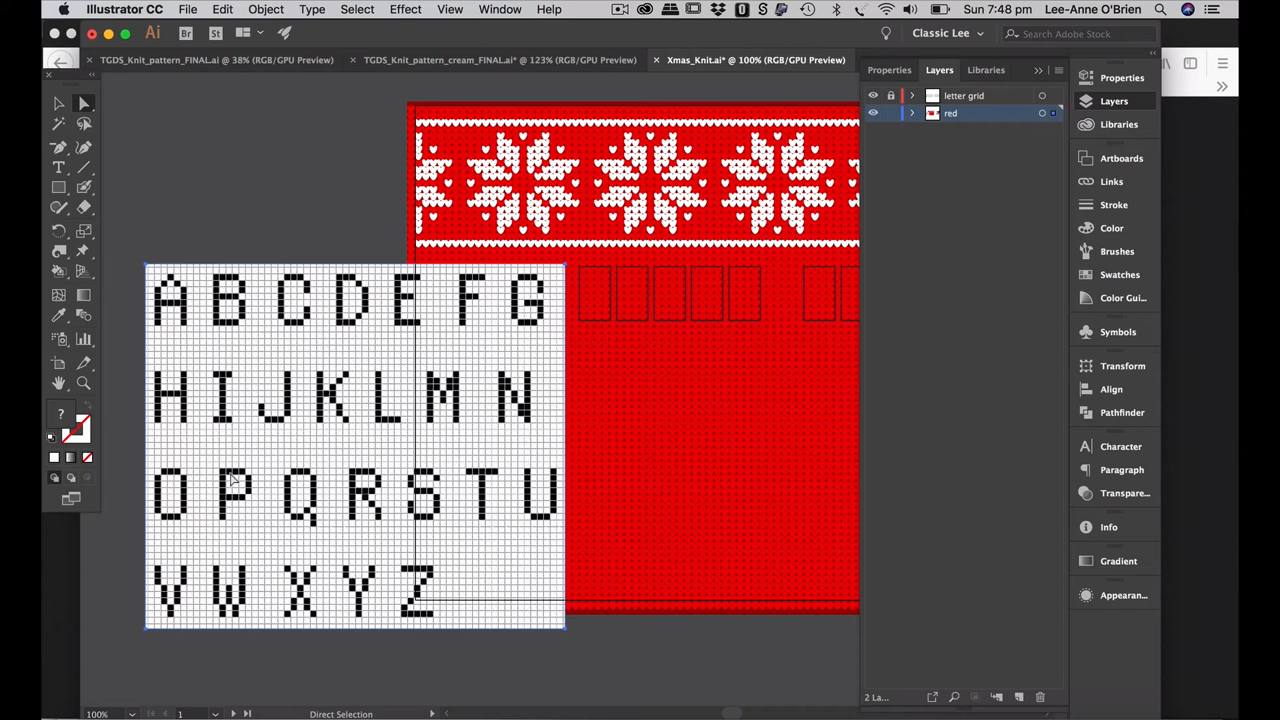 Illustrator CC File Edit Object Type Select Effect View Window Help Sun 7:48 pm Lee-Anne O'Brien
Ai Br St Classic Lee Search Adobe Stock
TGDS_Knit_pattern_FINAL.ai @ 38% (RGB/GPU Preview) TGDS_Knit_pattern_cream_FINAL.ai* @ 123% (RGB/GPU Preview) Xmas_Knit.ai* @ 100% (RGB/GPU Preview)
Properties Layers Libraries
letter grid
red
Properties
Layers
Libraries
Artboards
Links
Stroke
Color
Brushes
Swatches
Color Gui...
Symbols
Transform
Align
Pathfinder
Character
Paragraph
Transpare...
Info
Gradient
Appearan...
A B C D E F G
H I J K L M N
O P Q R S T U
V W X Y Z
?
2 La...
100% 1 Direct Selection